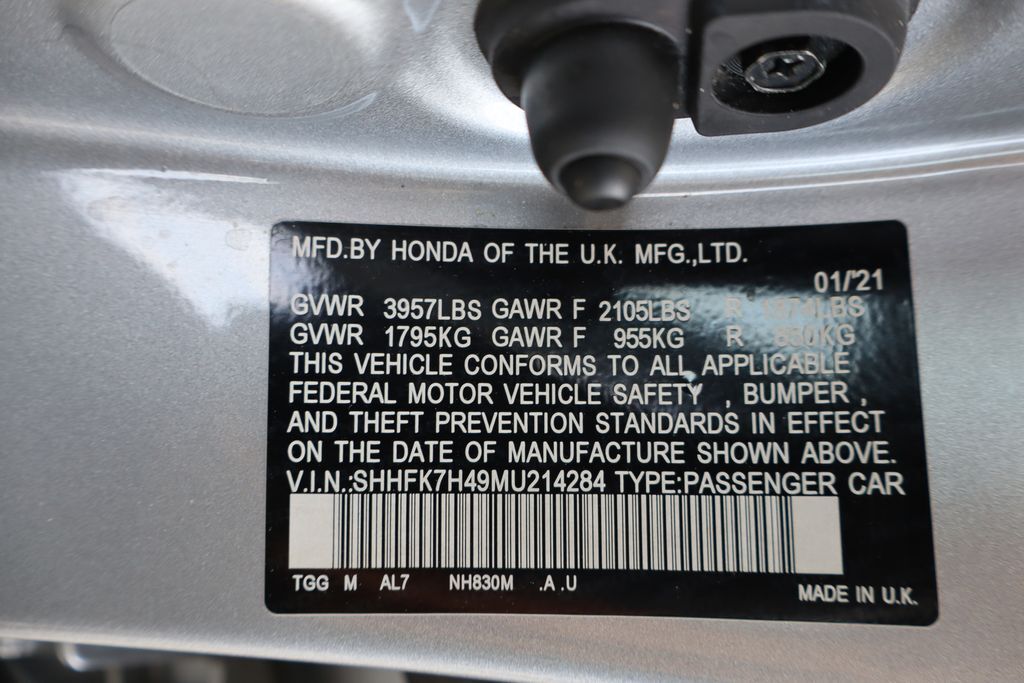 MFD.BY HONDA OF THE U.K. MFG.,LTD.
01/'21
GVWR 3957LBS GAWR F 2105LBS R 1874LBS
GVWR 1795KG GAWR F 955KG R 850KG
THIS VEHICLE CONFORMS TO ALL APPLICABLE
FEDERAL MOTOR VEHICLE SAFETY , BUMPER ,
AND THEFT PREVENTION STANDARDS IN EFFECT
ON THE DATE OF MANUFACTURE SHOWN ABOVE.
V.I.N.:SHHFK7H49MU214284 TYPE:PASSENGER CAR
TGG M AL7 NH830M .A .U
MADE IN U.K.